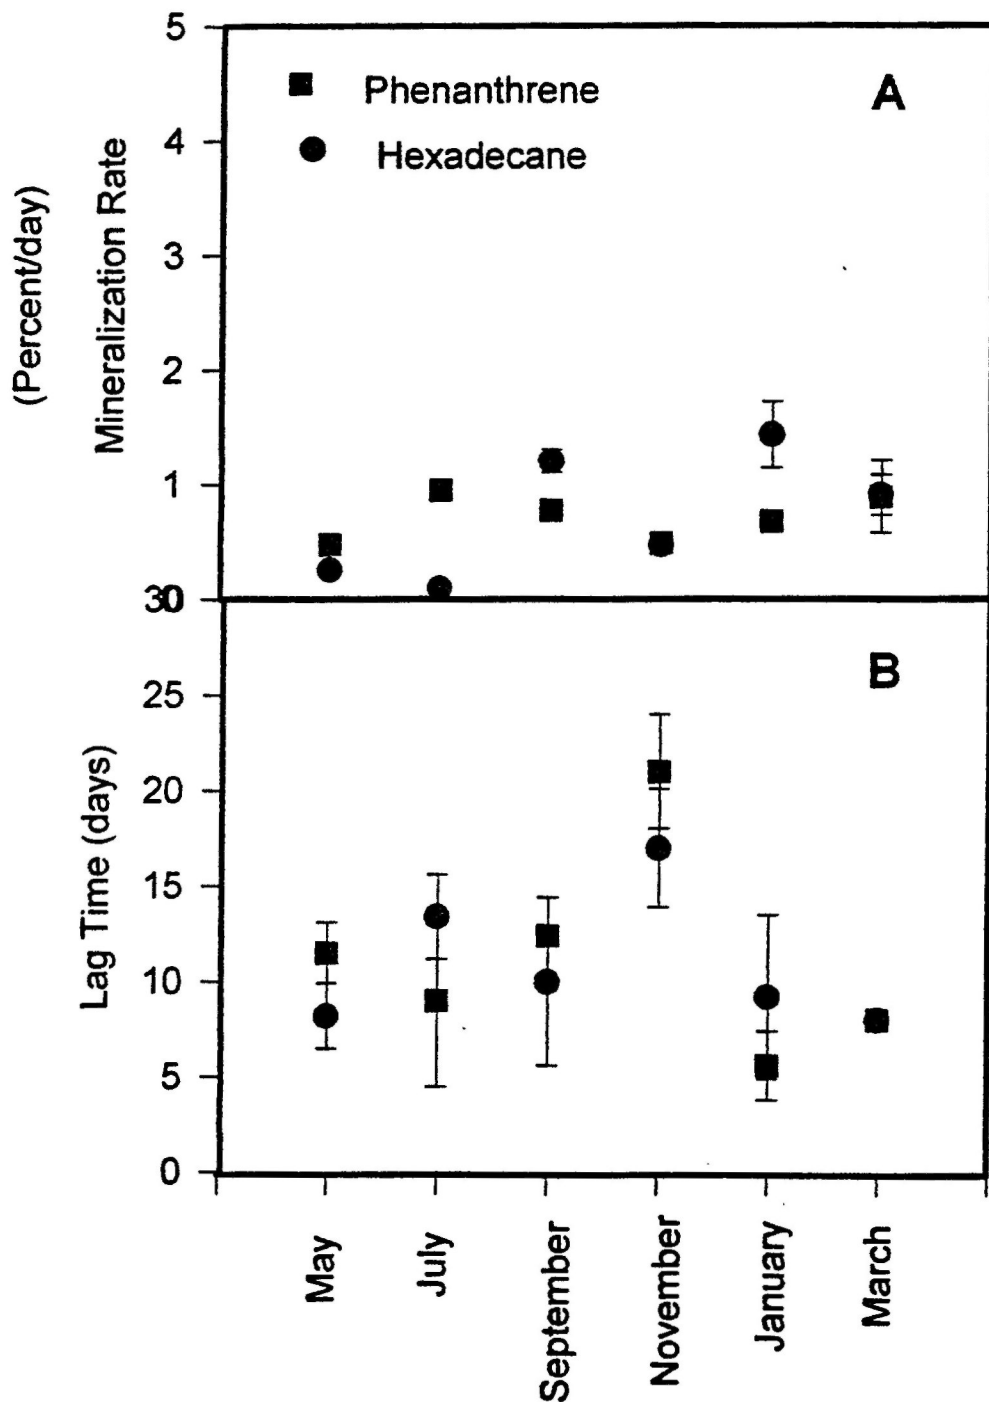 5
Phenanthrene
A
4
Hexadecane
3
2
1
30
(Percent/day)
Mineralization Rate
B
25
20
15
10
5
0
Lag Time (days)
May
July
September
November
January
March